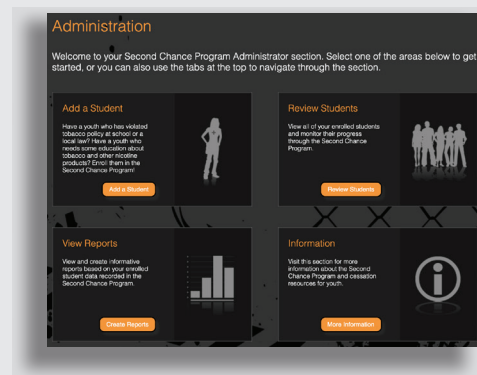 Administration
Welcome to your Second Chance Program Administrator section. Select one of the areas below to get
started, or you can also use the tabs at the top to navigate through the section.
Add a Student
Have a youth who has violated
tobacco policy at school or a
local law? Have a youth who
needs some education about
tobacco and other nicotine
products? Enroll them in the
Second Chance Program!
Add a Student
Review Students
View all of your enrolled students
and monitor their progress
through the Second Chance
Program.
Review Students
View Reports
View and create informative
reports based on your enrolled
student data recorded in the
Second Chance Program.
Create Reports
Information
Visit this section for more
information about the Second
Chance Program and cessation
resources for youth.
More Information